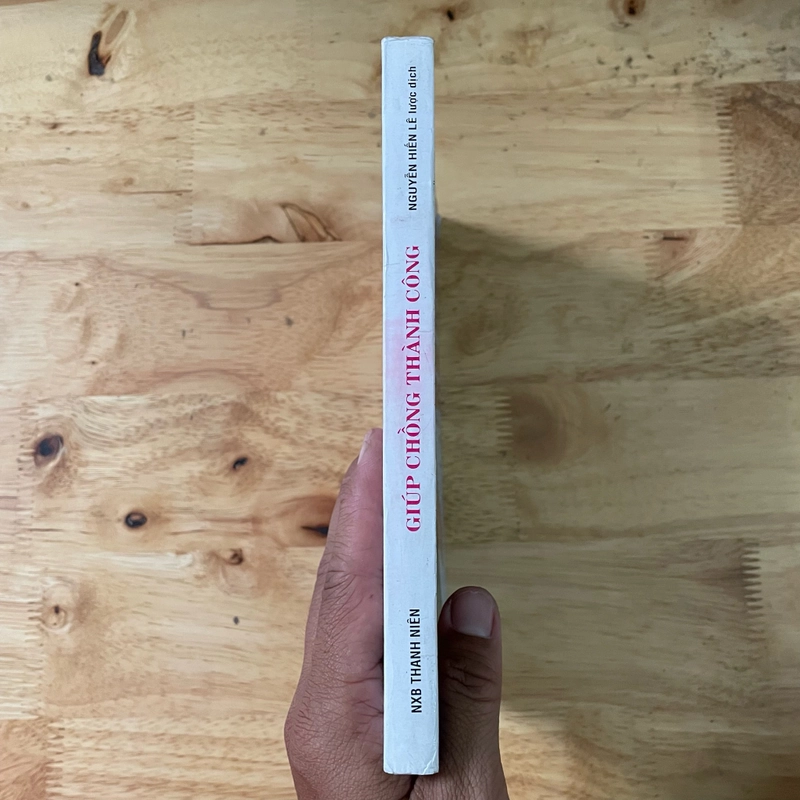 NXB THANH NIÊN
GIÚP CHỒNG THÀNH CÔNG
NGUYỄN HIẾN LÊ lược dịch